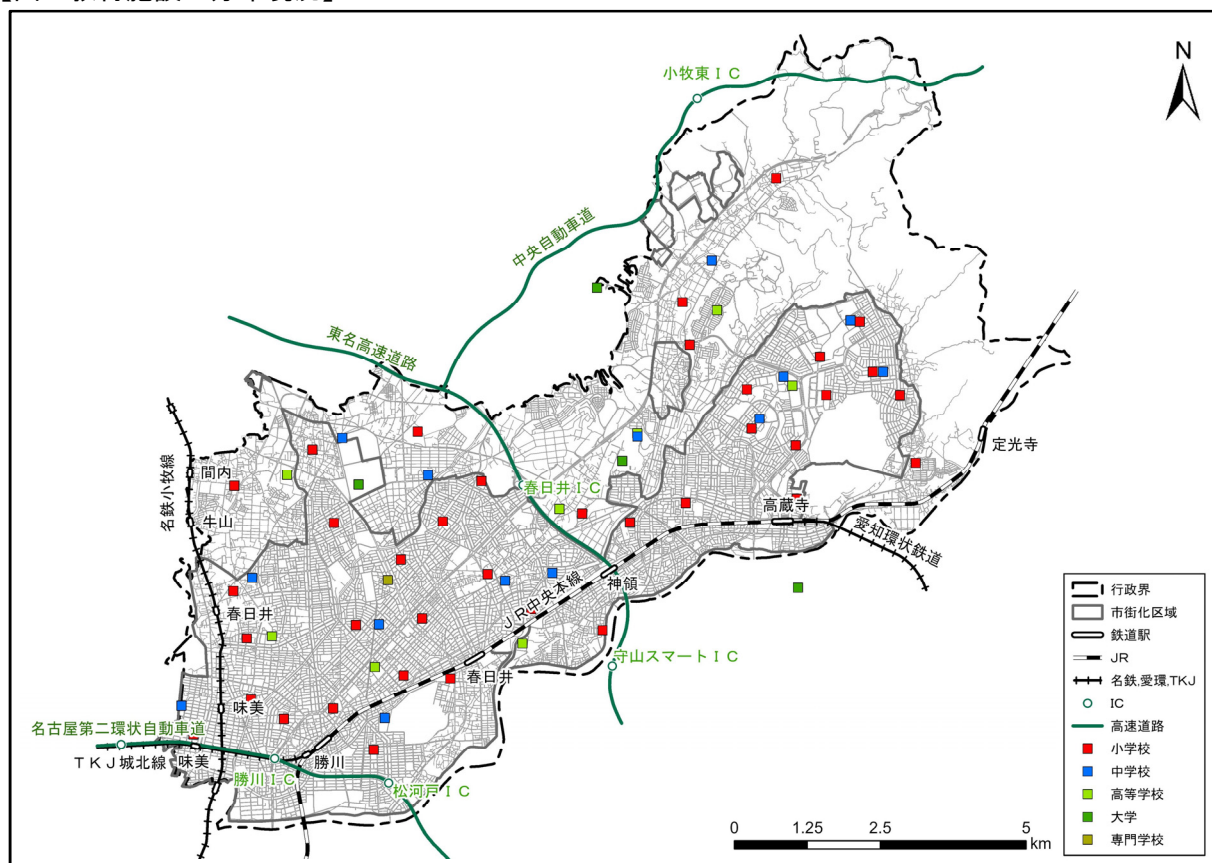 小牧東ＩＣ
N
中央自動車道
東名高速道路
名鉄小牧線
間内
牛山
春日井ＩＣ
定光寺
高蔵寺
愛知環状鉄道
神領
ＪＲ中央本線
春日井
春日井
守山スマートＩＣ
味美
名古屋第二環状自動車道
ＴＫＪ城北線
味美
勝川ＩＣ
勝川
松河戸ＩＣ
0 1.25 2.5 5
km
行政界
市街化区域
鉄道駅
JR
名鉄,愛環,TKJ
IC
高速道路
小学校
中学校
高等学校
大学
専門学校